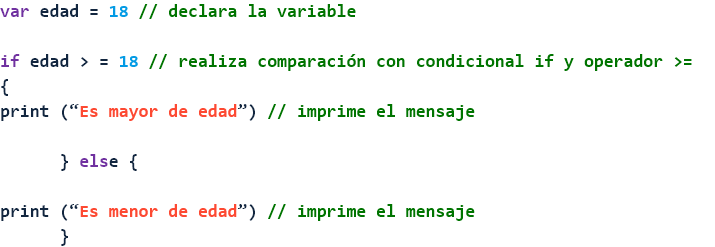 var edad = 18 // declara la variable
if edad > = 18 // realiza comparación con condicional if y operador >=
{
print (“Es mayor de edad”) // imprime el mensaje
} else {
print (“Es menor de edad”) // imprime el mensaje
}